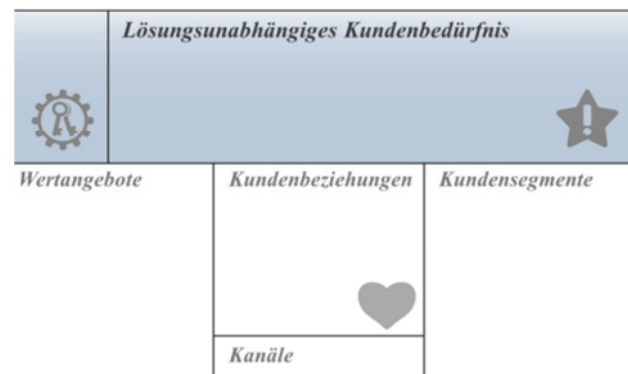 Lösungsunabhängiges Kundenbedürfnis
Wertangebote
Kundenbeziehungen
Kundensegmente
Kanäle